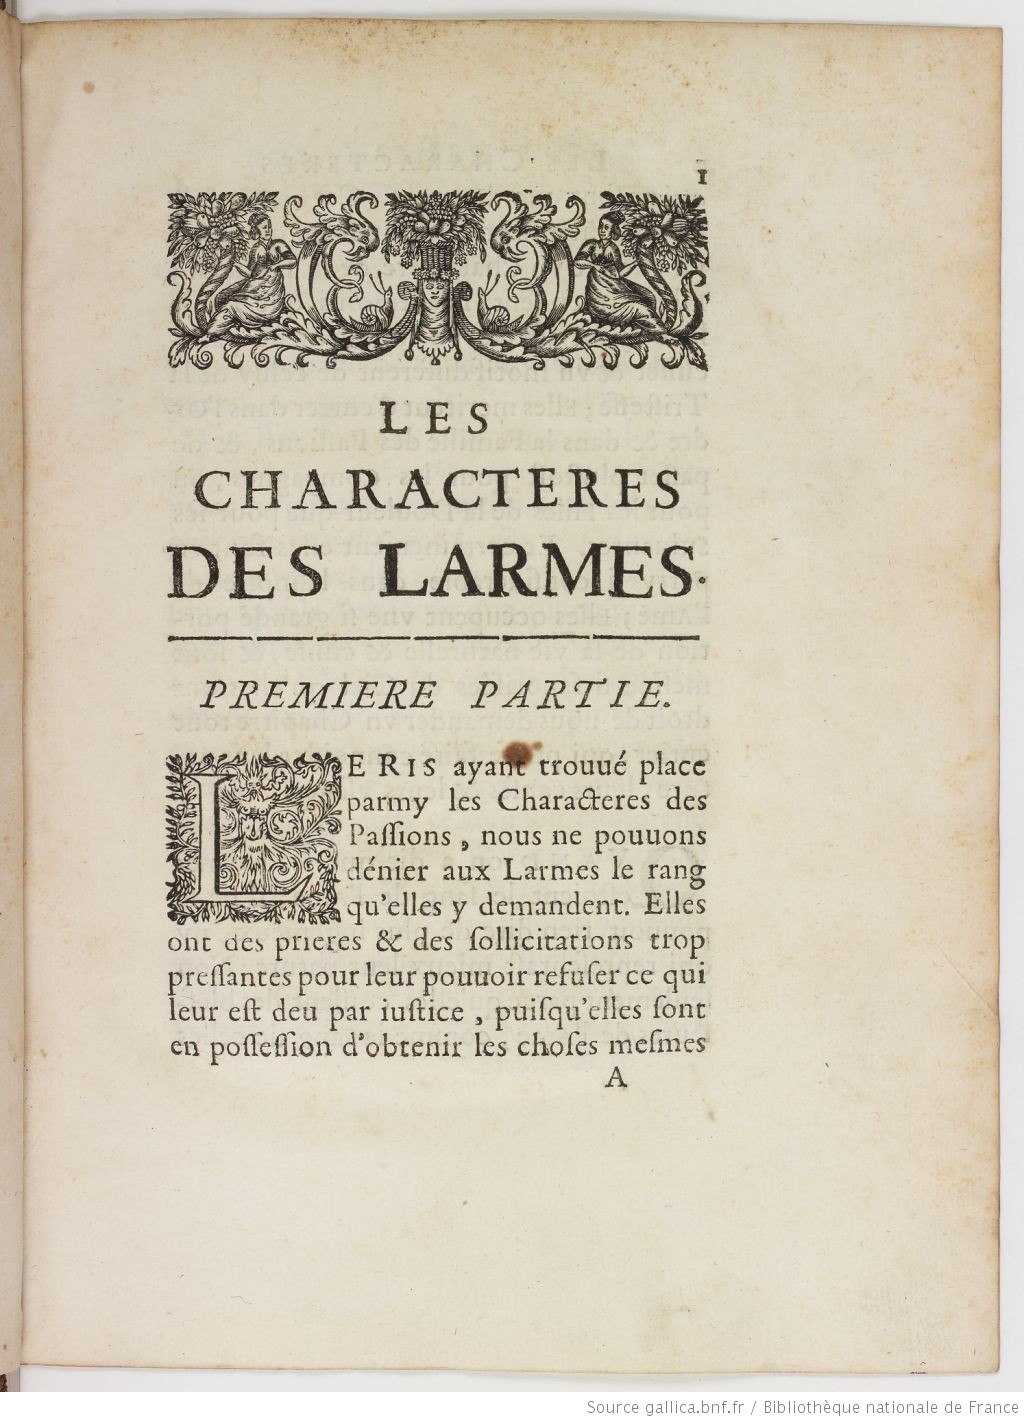 1
LES
CHARACTERES
DES LARMES.
PREMIERE PARTIE.
LE RIS ayant trouué place
parmy les Characteres des
Paſſions, nous ne pouuons
dénier aux Larmes le rang
qu'elles y demandent. Elles
ont des prieres & des ſollicitations trop
preſſantes pour leur pouuoir refuſer ce qui
leur eſt deu par iuſtice, puiſqu'elles ſont
en poſſeſſion d'obtenir les choſes meſmes
A
Source gallica.bnf.fr / Bibliothèque nationale de France